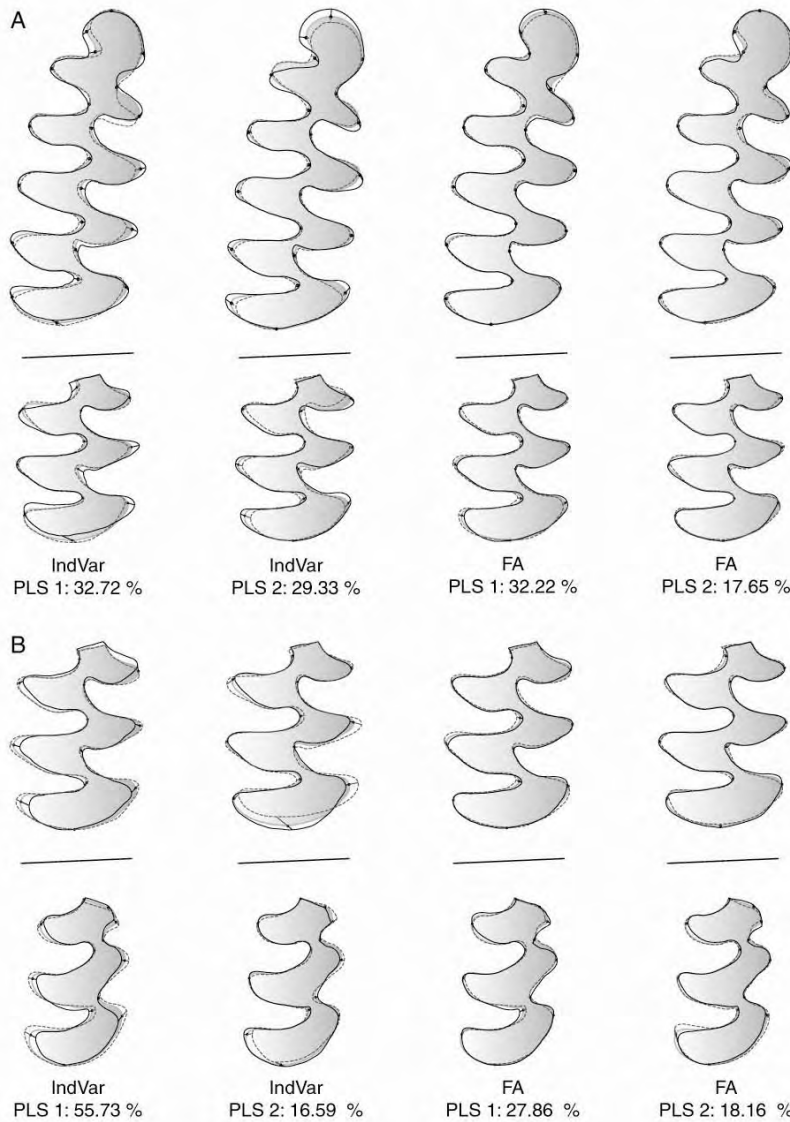 A
IndVar IndVar FA FA
PLS 1: 32.72 % PLS 2: 29.33 % PLS 1: 32.22 % PLS 2: 17.65 %
B
IndVar IndVar FA FA
PLS 1: 55.73 % PLS 2: 16.59 % PLS 1: 27.86 % PLS 2: 18.16 %